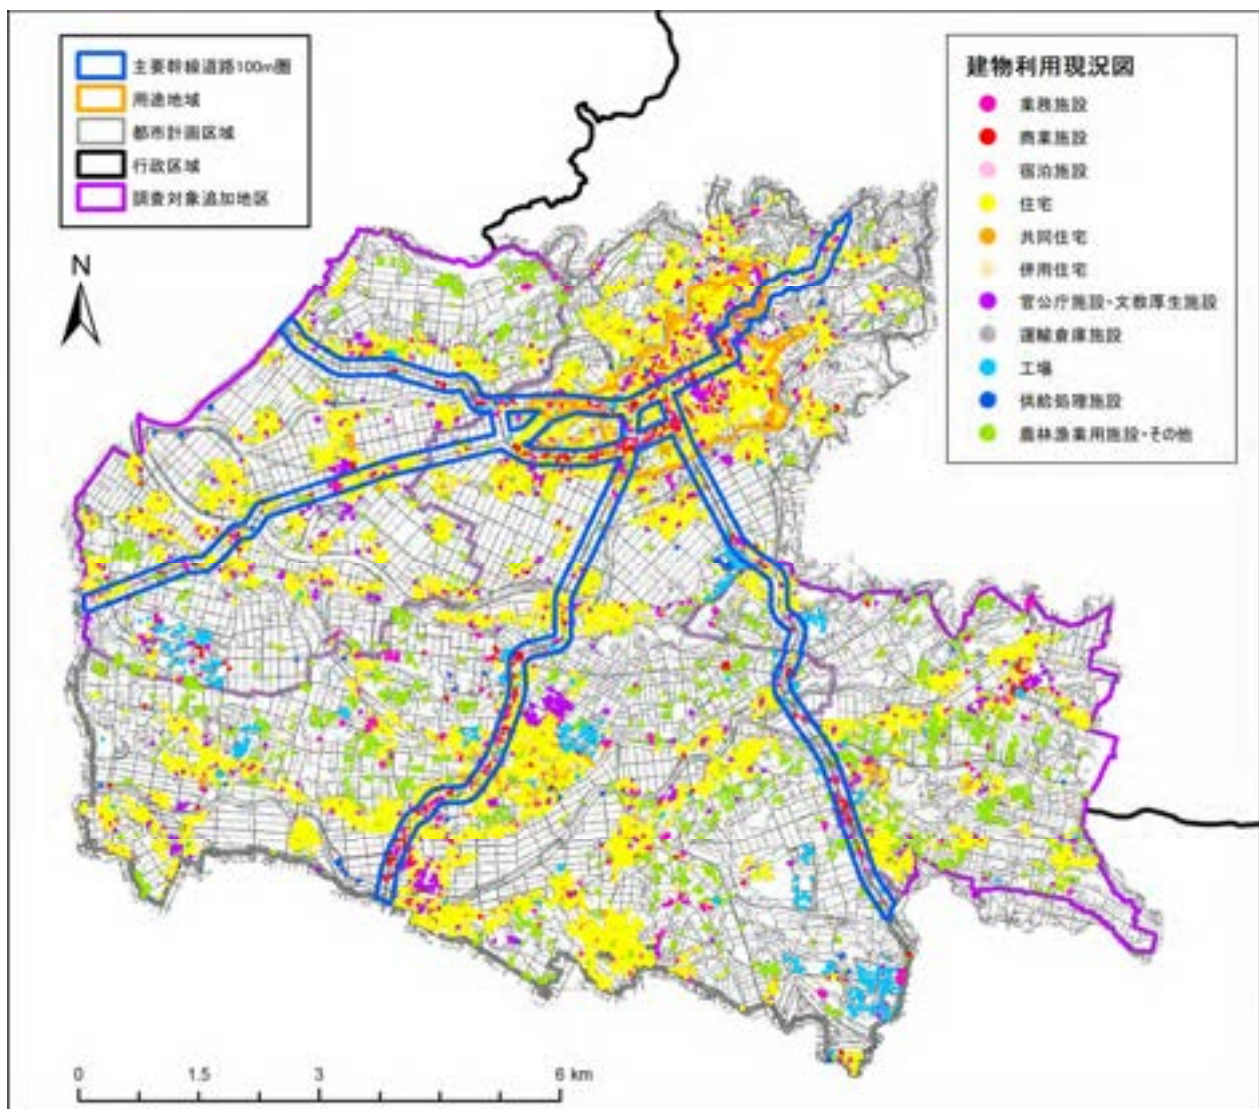 主要幹線道路100m圏
用途地域
都市計画区域
行政区域
調査対象追加地区
N
建物利用現況図
業務施設
商業施設
宿泊施設
住宅
共同住宅
併用住宅
官公庁施設・文教厚生施設
運輸倉庫施設
工場
供給処理施設
農林漁業用施設・その他
0 1.5 3 6 km